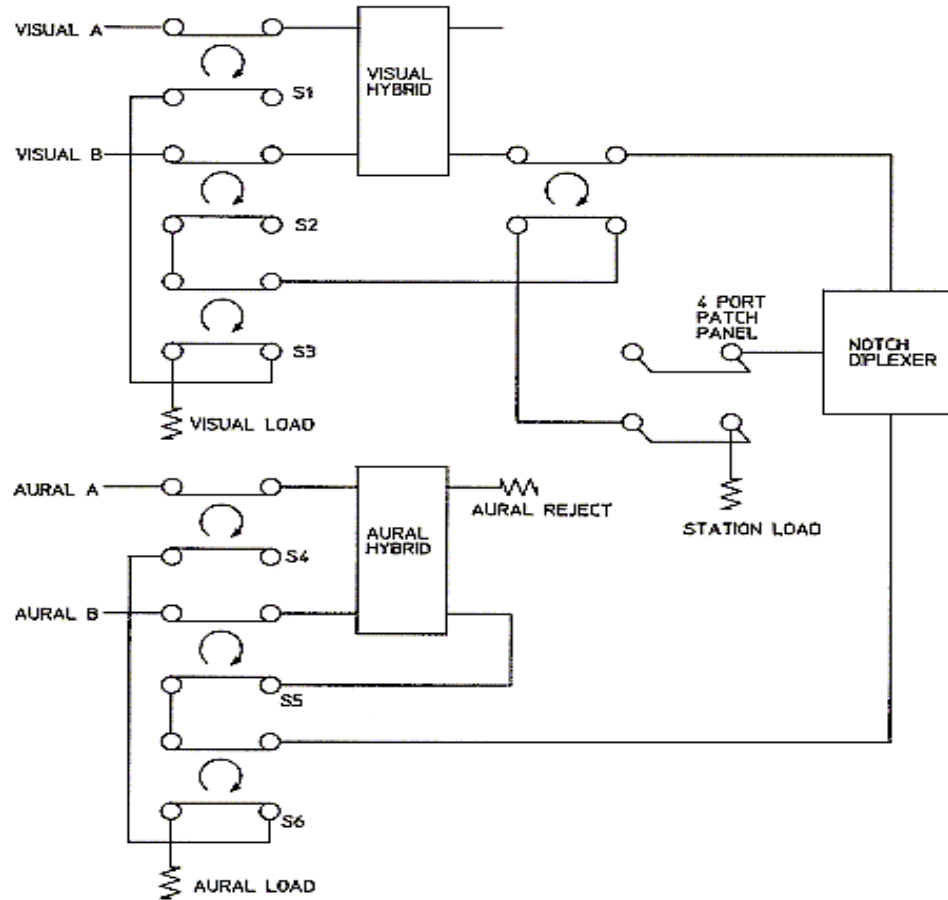 VISUAL A
VISUAL
HYBRID
S1
VISUAL B
S2
4 PORT
PATCH
PANEL
NOTCH
DIPLEXER
S3
VISUAL LOAD
AURAL A
AURAL REJECT
AURAL
HYBRID
STATION LOAD
S4
AURAL B
S5
S6
AURAL LOAD